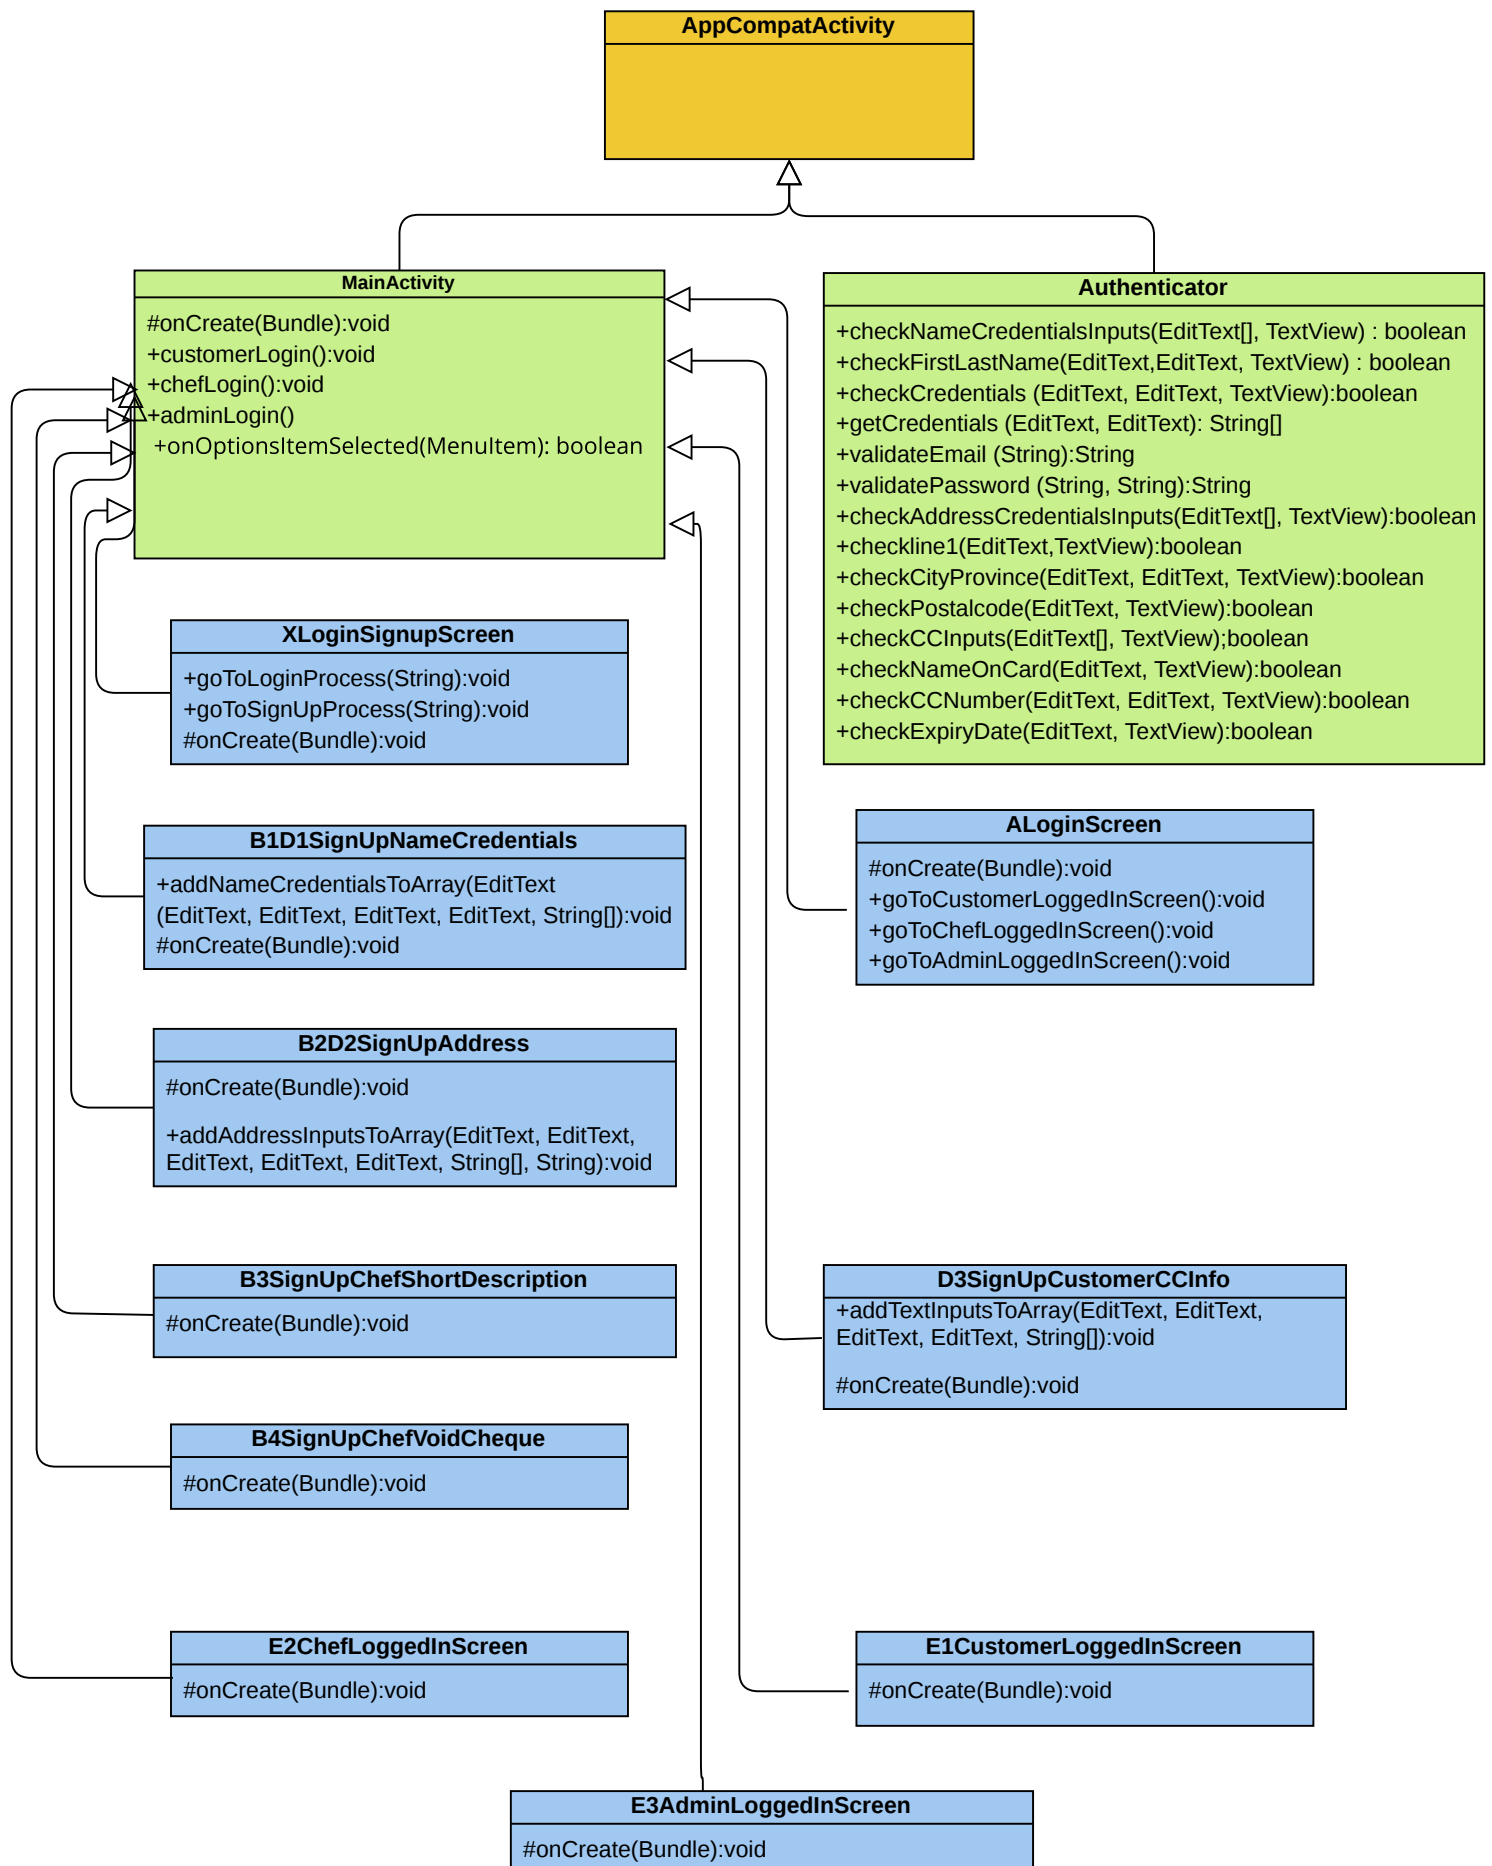 AppCompatActivity
MainActivity
#onCreate(Bundle):void
+customerLogin():void
+chefLogin():void
+adminLogin()
+onOptionsItemSelected(MenuItem): boolean
Authenticator
+checkNameCredentialsInputs(EditText[], TextView) : boolean
+checkFirstLastName(EditText,EditText, TextView) : boolean
+checkCredentials (EditText, EditText, TextView):boolean
+getCredentials (EditText, EditText): String[]
+validateEmail (String):String
+validatePassword (String, String):String
+checkAddressCredentialsInputs(EditText[], TextView):boolean
+checkline1(EditText,TextView):boolean
+checkCityProvince(EditText, EditText, TextView):boolean
+checkPostalcode(EditText, TextView):boolean
+checkCCInputs(EditText[], TextView);boolean
+checkNameOnCard(EditText, TextView):boolean
+checkCCNumber(EditText, EditText, TextView):boolean
+checkExpiryDate(EditText, TextView):boolean
XLoginSignupScreen
+goToLoginProcess(String):void
+goToSignUpProcess(String):void
#onCreate(Bundle):void
B1D1SignUpNameCredentials
+addNameCredentialsToArray(EditText
(EditText, EditText, EditText, EditText, String[]):void
#onCreate(Bundle):void
ALoginScreen
#onCreate(Bundle):void
+goToCustomerLoggedInScreen():void
+goToChefLoggedInScreen():void
+goToAdminLoggedInScreen():void
B2D2SignUpAddress
#onCreate(Bundle):void
+addAddressInputsToArray(EditText, EditText,
EditText, EditText, EditText, String[], String):void
B3SignUpChefShortDescription
#onCreate(Bundle):void
D3SignUpCustomerCCInfo
+addTextInputsToArray(EditText, EditText,
EditText, EditText, String[]):void
#onCreate(Bundle):void
B4SignUpChefVoidCheque
#onCreate(Bundle):void
E2ChefLoggedInScreen
#onCreate(Bundle):void
E1CustomerLoggedInScreen
#onCreate(Bundle):void
E3AdminLoggedInScreen
#onCreate(Bundle):void